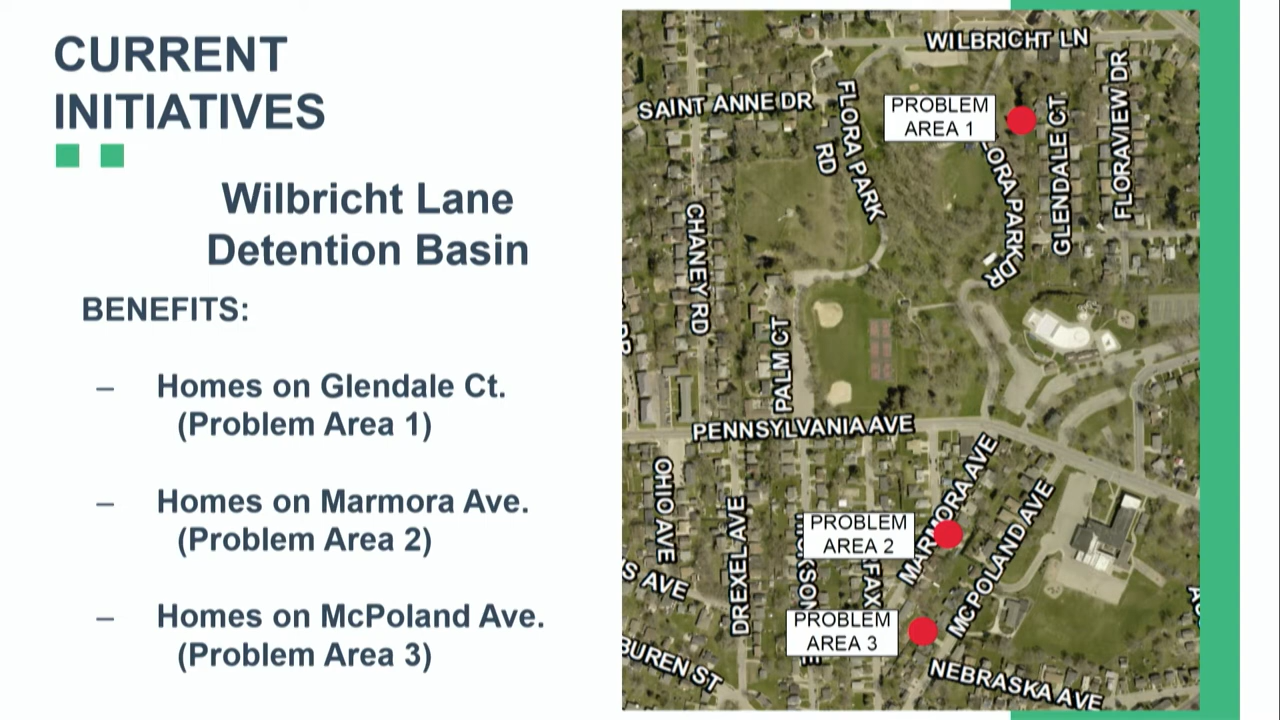 CURRENT
INITIATIVES
Wilbricht Lane
Detention Basin
BENEFITS:
– Homes on Glendale Ct.
(Problem Area 1)
– Homes on Marmora Ave.
(Problem Area 2)
– Homes on McPoland Ave.
(Problem Area 3)
WILBRICHT LN
SAINT ANNE DR
FLORA PARK
RD
PROBLEM
AREA 1
LORA PARK DR
GLENDALE CT
FLORAVIEW DR
CHANEY RD
PALM CT
PENNSYLVANIA AVE
OHIO AVE
DREXEL AVE
MARMORA AVE
MCPOLAND AVE
PROBLEM
AREA 2
FAX
S AVE
PROBLEM
AREA 3
BUREN ST
NEBRASKA AVE